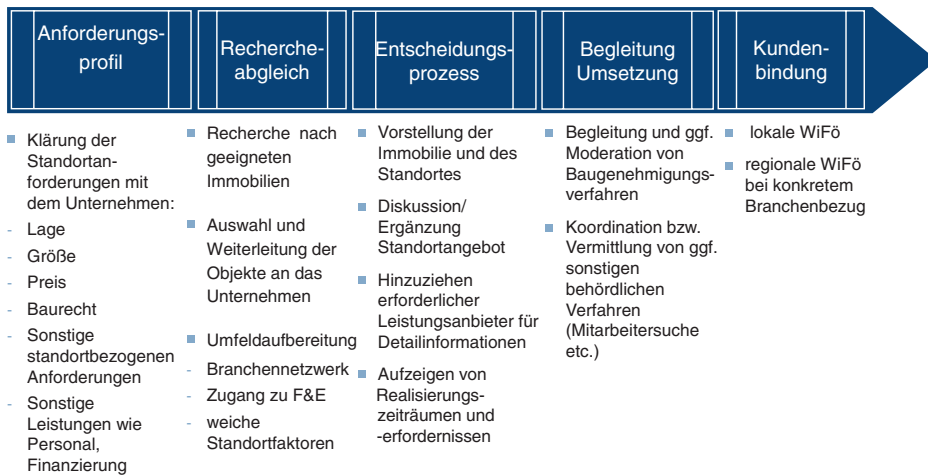 Anforderungs-
profil
Recherche-
abgleich
Entscheidungs-
prozess
Begleitung
Umsetzung
Kunden-
bindung
Klärung der
Standortan-
forderungen mit
dem Unternehmen:
- Lage
- Größe
- Preis
- Baurecht
- Sonstige
standortbezogenen
Anforderungen
- Sonstige
Leistungen wie
Personal,
Finanzierung
Recherche nach
geeigneten
Immobilien
Auswahl und
Weiterleitung der
Objekte an das
Unternehmen
Umfeldaufbereitung
- Branchennetzwerk
- Zugang zu F&E
- weiche
Standortfaktoren
Vorstellung der
Immobilie und des
Standortes
Diskussion/
Ergänzung
Standortangebot
Hinzuziehen
erforderlicher
Leistungsanbieter für
Detailinformationen
Aufzeigen von
Realisierungs-
zeiträumen und
-erfordernissen
Begleitung und ggf.
Moderation von
Baugenehmigungs-
verfahren
Koordination bzw.
Vermittlung von ggf.
sonstigen
behördlichen
Verfahren
(Mitarbeitersuche
etc.)
lokale WiFö
regionale WiFö
bei konkretem
Branchenbezug